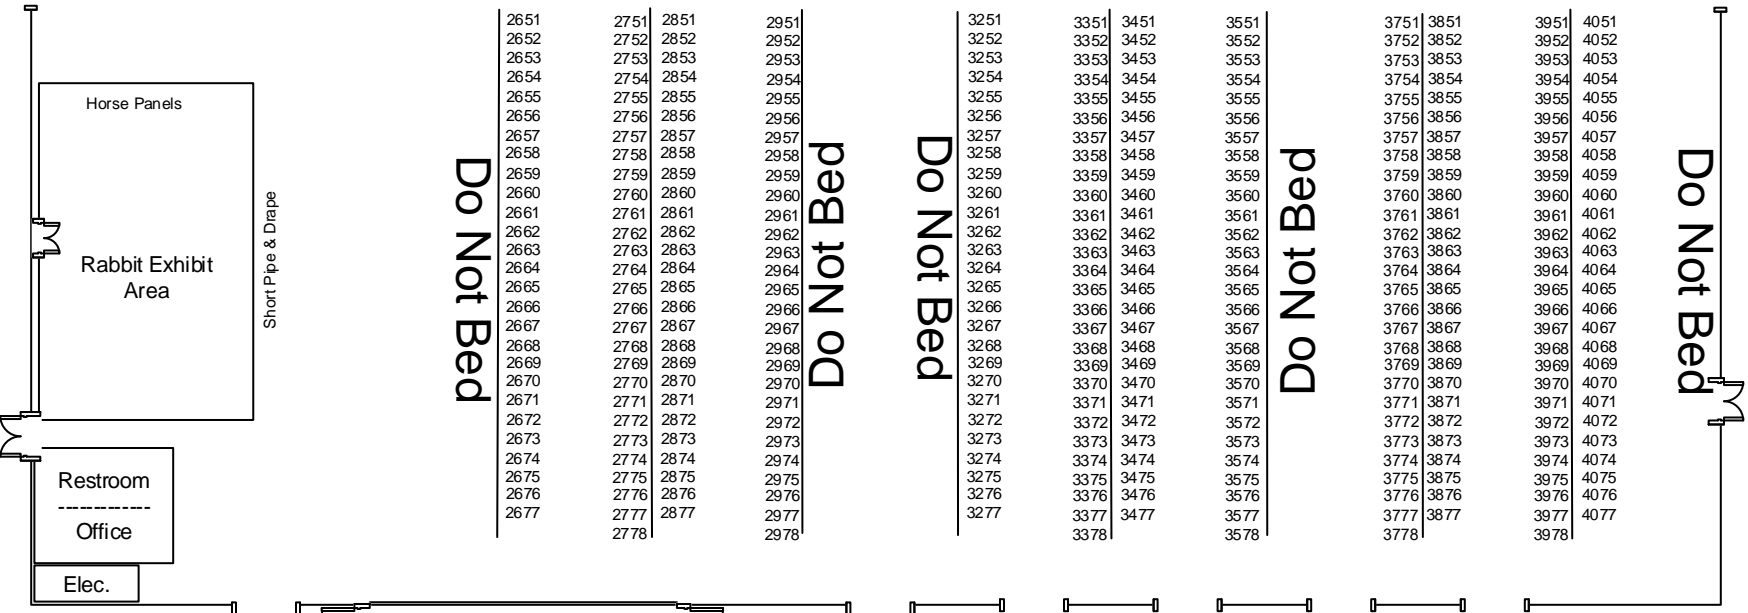 2651 2751 2851 2951 3251 3351 3451 3551 3751 3851 3951 4051
2652 2752 2852 2952 3252 3352 3452 3552 3752 3852 3952 4052
2653 2753 2853 2953 3253 3353 3453 3553 3753 3853 3953 4053
2654 2754 2854 2954 3254 3354 3454 3554 3754 3854 3954 4054
2655 2755 2855 2955 3255 3355 3455 3555 3755 3855 3955 4055
2656 2756 2856 2956 3256 3356 3456 3556 3756 3856 3956 4056
2657 2757 2857 2957 3257 3357 3457 3557 3757 3857 3957 4057
2658 2758 2858 2958 3258 3358 3458 3558 3758 3858 3958 4058
2659 2759 2859 2959 3259 3359 3459 3559 3759 3859 3959 4059
2660 2760 2860 2960 3260 3360 3460 3560 3760 3860 3960 4060
2661 2761 2861 2961 3261 3361 3461 3561 3761 3861 3961 4061
2662 2762 2862 2962 3262 3362 3462 3562 3762 3862 3962 4062
2663 2763 2863 2963 3263 3363 3463 3563 3763 3863 3963 4063
2664 2764 2864 2964 3264 3364 3464 3564 3764 3864 3964 4064
2665 2765 2865 2965 3265 3365 3465 3565 3765 3865 3965 4065
2666 2766 2866 2966 3266 3366 3466 3566 3766 3866 3966 4066
2667 2767 2867 2967 3267 3367 3467 3567 3767 3867 3967 4067
2668 2768 2868 2968 3268 3368 3468 3568 3768 3868 3968 4068
2669 2769 2869 2969 3269 3369 3469 3569 3769 3869 3969 4069
2670 2770 2870 2970 3270 3370 3470 3570 3770 3870 3970 4070
2671 2771 2871 2971 3271 3371 3471 3571 3771 3871 3971 4071
2672 2772 2872 2972 3272 3372 3472 3572 3772 3872 3972 4072
2673 2773 2873 2973 3273 3373 3473 3573 3773 3873 3973 4073
2674 2774 2874 2974 3274 3374 3474 3574 3774 3874 3974 4074
2675 2775 2875 2975 3275 3375 3475 3575 3775 3875 3975 4075
2676 2776 2876 2976 3276 3376 3476 3576 3776 3876 3976 4076
2677 2777 2877 2977 3277 3377 3477 3577 3777 3877 3977 4077
2778 2978 3378 3578 3778 3978
Horse Panels
Short Pipe & Drape
Rabbit Exhibit
Area
Restroom
Office
Elec.
Do Not Bed
Do Not Bed
Do Not Bed
Do Not Bed
Do Not Bed